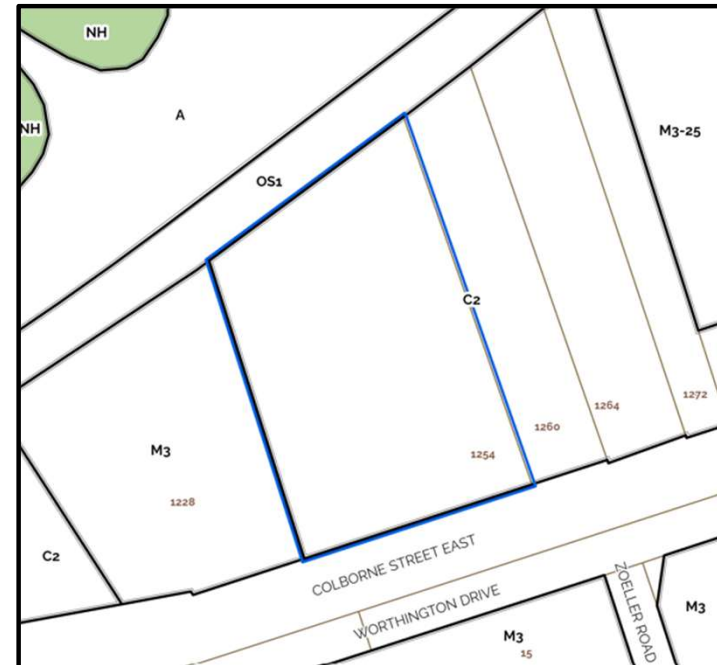 NH
NH
A
M3-25
OS1
C2
1272
1264
1260
M3
1254
1228
C2
COLBORNE STREET EAST
WORTHINGTON DRIVE
ZOELLER ROAD
M3
M3
15